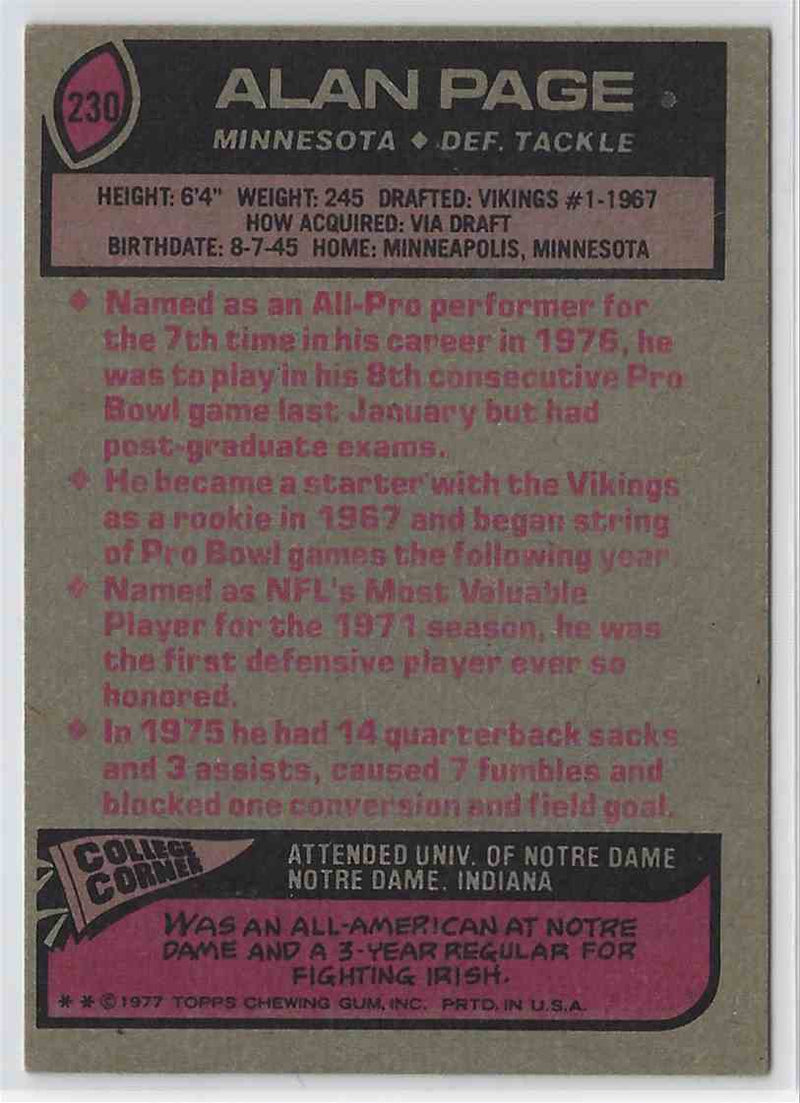 230
ALAN PAGE
MINNESOTA ♦ DEF. TACKLE
HEIGHT: 6'4" WEIGHT: 245 DRAFTED: VIKINGS #1-1967
HOW ACQUIRED: VIA DRAFT
BIRTHDATE: 8-7-45 HOME: MINNEAPOLIS, MINNESOTA
♦ Named as an All-Pro performer for
the 7th time in his career in 1976, he
was to play in his 8th consecutive Pro
Bowl game last January but had
post-graduate exams.
♦ He became a starter with the Vikings
as a rookie in 1967 and began string
of Pro Bowl games the following year.
♦ Named as NFL's Most Valuable
Player for the 1971 season, he was
the first defensive player ever so
honored.
♦ In 1975 he had 14 quarterback sacks
and 3 assists, caused 7 fumbles and
blocked one conversion and field goal.
COLLEGE
CORNER
ATTENDED UNIV. OF NOTRE DAME
NOTRE DAME, INDIANA
WAS AN ALL-AMERICAN AT NOTRE
DAME AND A 3-YEAR REGULAR FOR
FIGHTING IRISH.
* * © 1977 TOPPS CHEWING GUM, INC. PRTD. IN U.S.A.